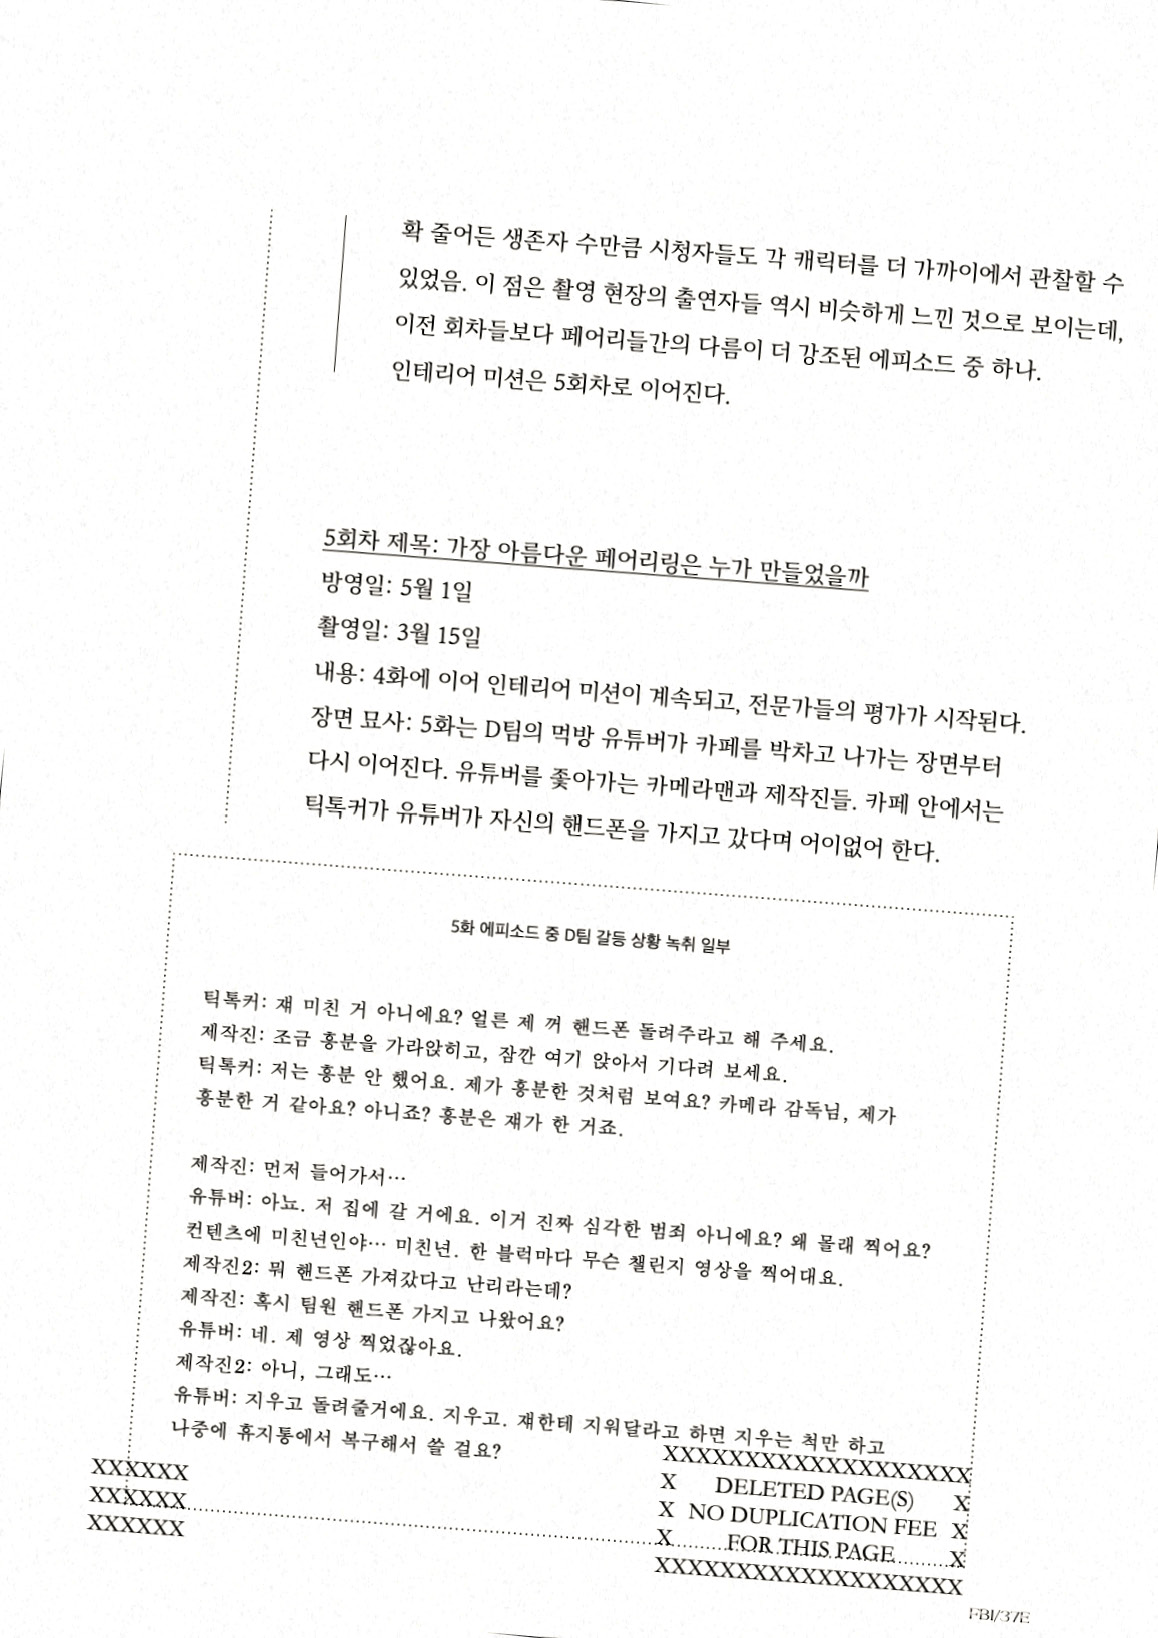 확 줄어든 생존자 수만큼 시청자들도 각 캐릭터를 더 가까이에서 관찰할 수
있었음. 이 점은 촬영 현장의 출연자들 역시 비슷하게 느낀 것으로 보이는데,
이전 회차들보다 페어리들간의 다름이 더 강조된 에피소드 중 하나.
인테리어 미션은 5회차로 이어진다.
5회차 제목: 가장 아름다운 페어리링은 누가 만들었을까
방영일: 5월 1일
촬영일: 3월 15일
내용: 4화에 이어 인테리어 미션이 계속되고, 전문가들의 평가가 시작된다.
장면 묘사: 5화는 D팀의 먹방 유튜버가 카페를 박차고 나가는 장면부터
다시 이어진다. 유튜버를 좇아가는 카메라맨과 제작진들. 카페 안에서는
틱톡커가 유튜버가 자신의 핸드폰을 가지고 갔다며 어이없어 한다.
5화 에피소드 중 D팀 갈등 상황 녹취 일부
틱톡커: 쟤 미친 거 아니에요? 얼른 제 꺼 핸드폰 돌려주라고 해 주세요.
제작진: 조금 흥분을 가라앉히고, 잠깐 여기 앉아서 기다려 보세요.
틱톡커: 저는 흥분 안 했어요. 제가 흥분한 것처럼 보여요? 카메라 감독님, 제가
흥분한 거 같아요? 아니죠? 흥분은 쟤가 한 거죠.
제작진: 먼저 들어가서…
유튜버: 아뇨. 저 집에 갈 거에요. 이거 진짜 심각한 범죄 아니에요? 왜 몰래 찍어요?
컨텐츠에 미친년인야… 미친년. 한 블럭마다 무슨 챌린지 영상을 찍어대요.
제작진2: 뭐 핸드폰 가져갔다고 난리라는데?
제작진: 혹시 팀원 핸드폰 가지고 나왔어요?
유튜버: 네. 제 영상 찍었잖아요.
제작진2: 아니, 그래도…
유튜버: 지우고 돌려줄거에요. 지우고. 쟤한테 지워달라고 하면 지우는 척만 하고
나중에 휴지통에서 복구해서 쓸 걸요?
XXXXXX
XXXXXX
XXXXXX
XXXXXXXXXXXXXXXXXXX
X DELETED PAGE(S) X
X NO DUPLICATION FEE X
X FOR THIS PAGE X
XXXXXXXXXXXXXXXXXXX
FBI/37E